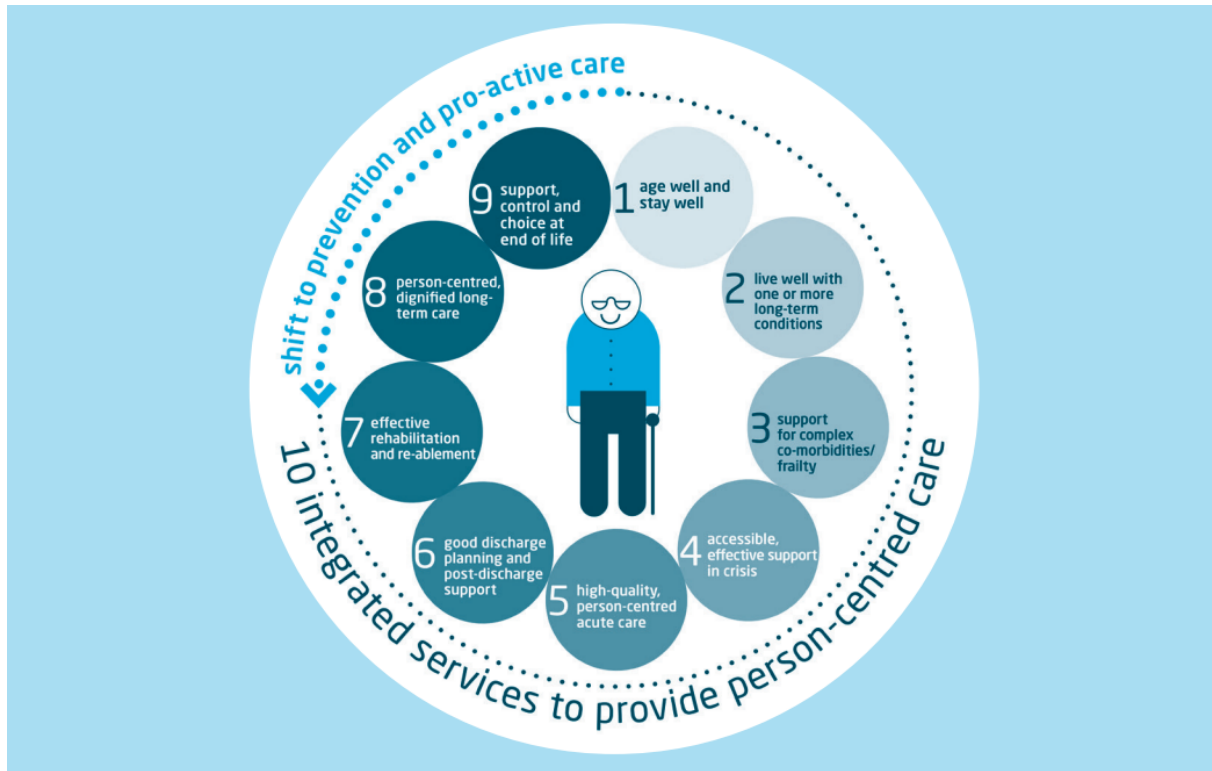 shift to prevention and pro-active care
1 age well and
stay well
2 live well with
one or more
long-term
conditions
3 support
for complex
co-morbidities/
frailty
4 accessible,
effective support
in crisis
5 high-quality,
person-centred
acute care
6 good discharge
planning and
post-discharge
support
7 effective
rehabilitation
and re-ablement
8 person-centred,
dignified long-
term care
9 support,
control and
choice at
end of life
10 integrated services to provide person-centred care